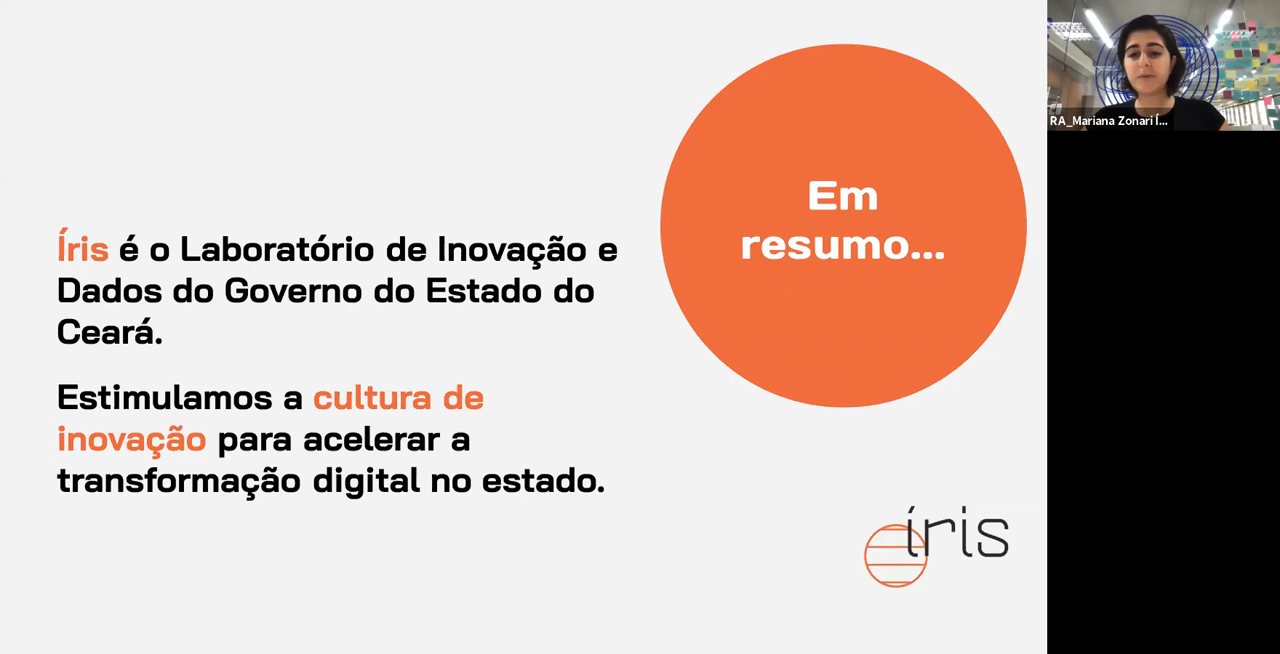 Em
resumo...
Íris é o Laboratório de Inovação e
Dados do Governo do Estado do
Ceará.
Estimulamos a cultura de
inovação para acelerar a
transformação digital no estado.
íris
RA_Mariana Zonari Í...